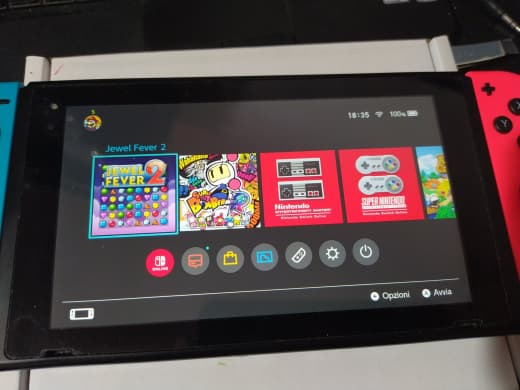 18:35 100%
Jewel Fever 2
JEWEL
FEVER 2
Nintendo
ENTERTAINMENT SYSTEM
Nintendo Switch Online
SUPER NINTENDO
Nintendo Switch Online
ONLINE
+ Opzioni A Avvia
Y